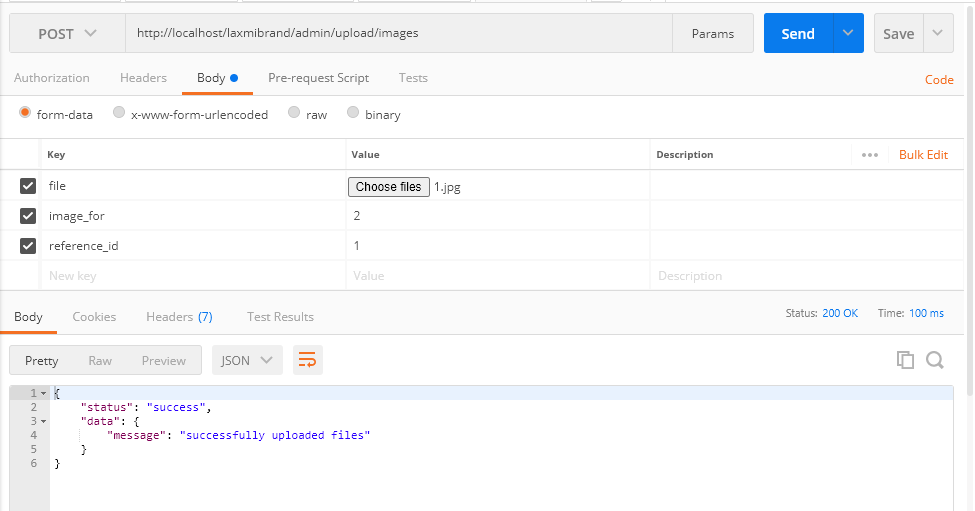 POST http://localhost/laxmibrand/admin/upload/images Params Send Save
Authorization Headers Body Pre-request Script Tests Code
form-data x-www-form-urlencoded raw binary
Key Value Description ••• Bulk Edit
file Choose files 1.jpg
image_for 2
reference_id 1
New key Value Description
Body Cookies Headers (7) Test Results Status: 200 OK Time: 100 ms
Pretty Raw Preview JSON
1 {
2 "status": "success",
3 "data": {
4 "message": "successfully uploaded files"
5 }
6 }